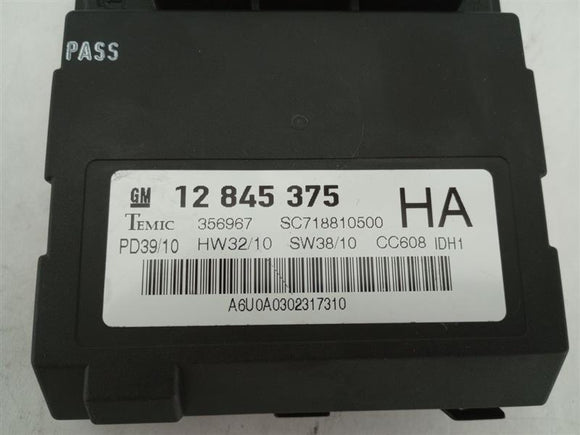 PASS
GM 12 845 375 HA
TEMIC 356967 SC718810500
PD39/10 HW32/10 SW38/10 CC608 IDH1
A6U0A0302317310